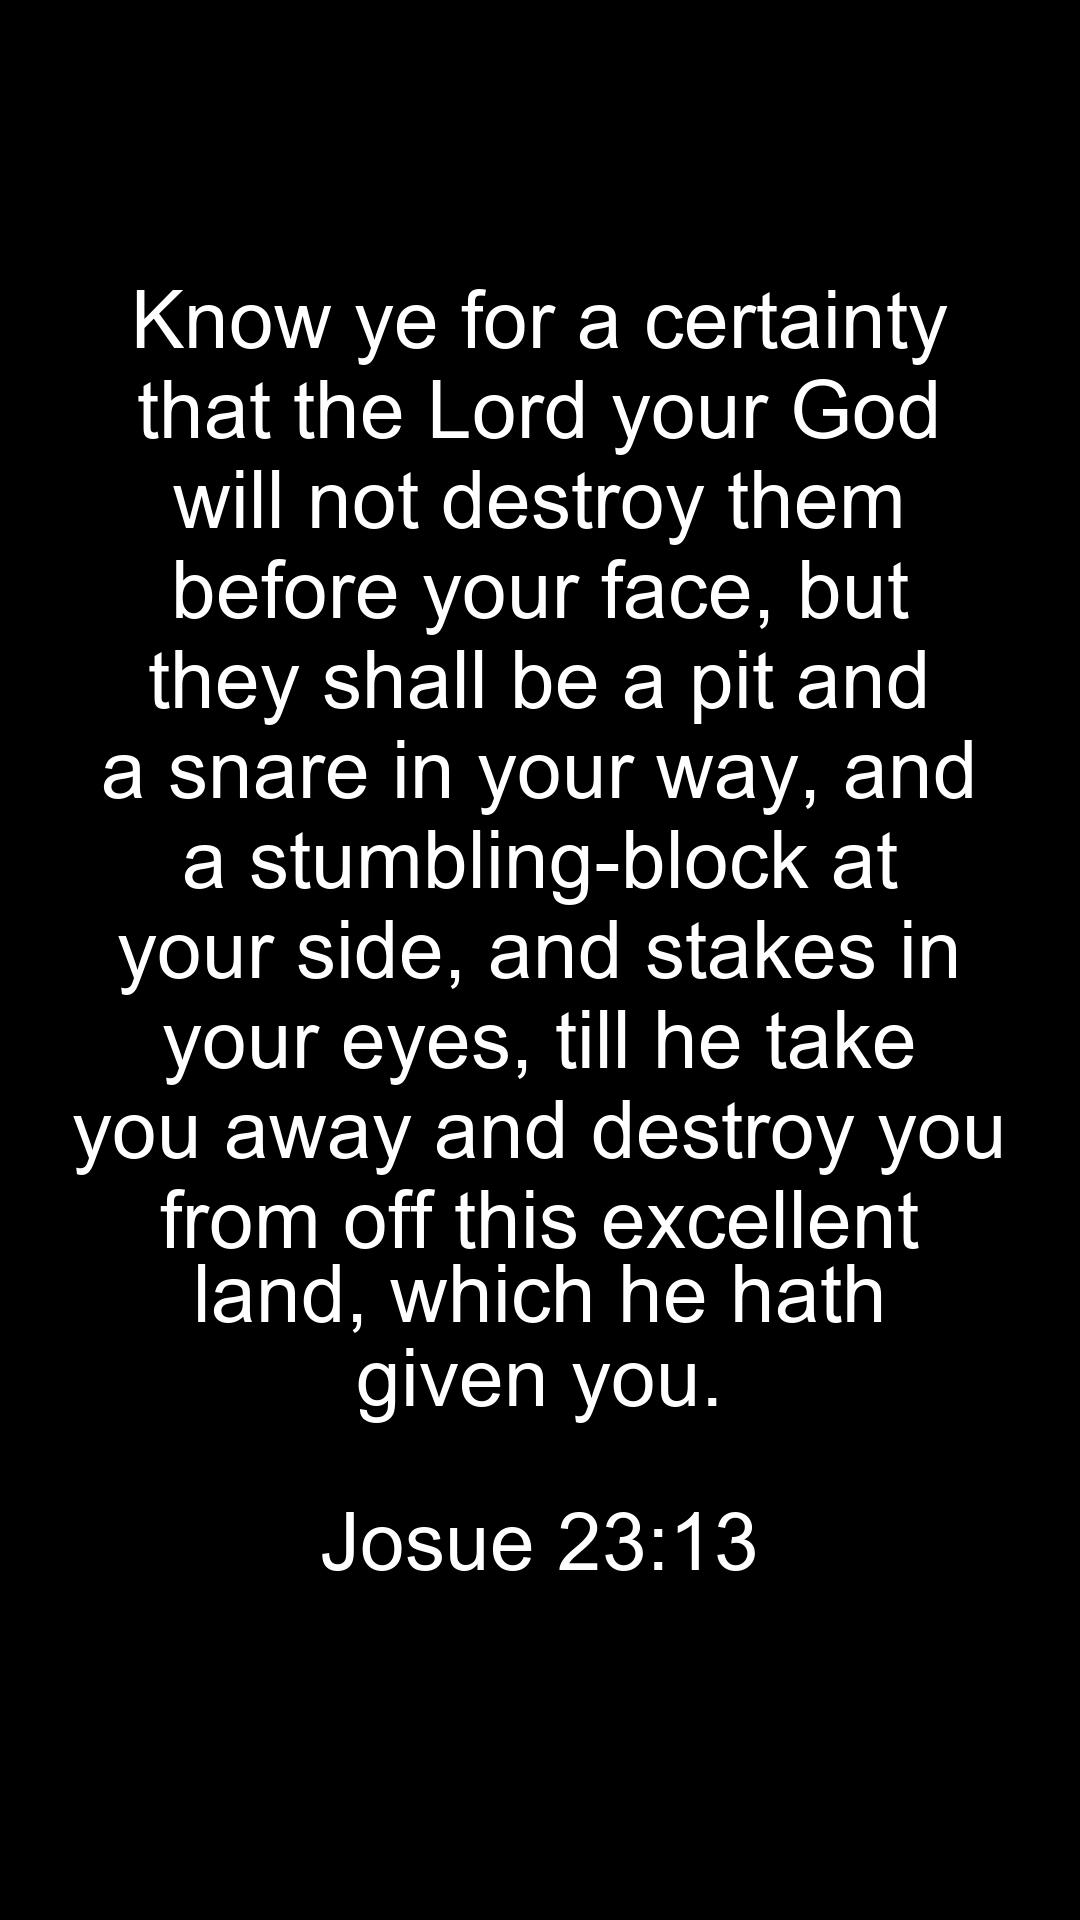 Know ye for a certainty
that the Lord your God
will not destroy them
before your face, but
they shall be a pit and
a snare in your way, and
a stumbling-block at
your side, and stakes in
your eyes, till he take
you away and destroy you
from off this excellent
land, which he hath
given you.
Josue 23:13